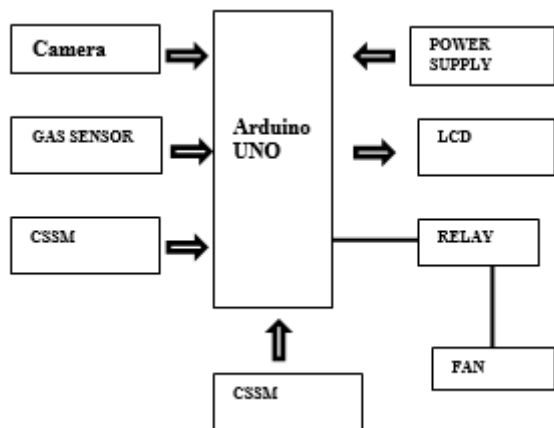 Camera
POWER
SUPPLY
GAS SENSOR
Arduino
UNO
LCD
CSSM
RELAY
FAN
CSSM